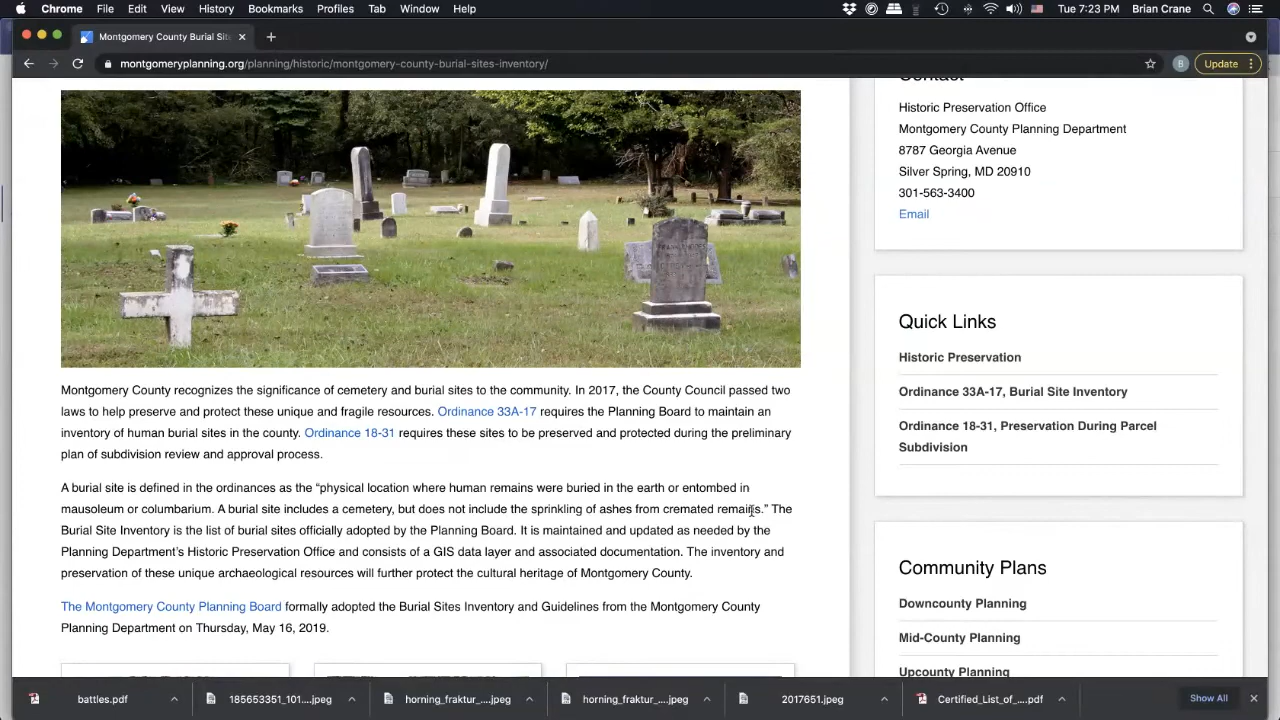 Chrome File Edit View History Bookmarks Profiles Tab Window Help Tue 7:23 PM Brian Crane
Montgomery County Burial Sit
montgomeryplanning.org/planning/historic/montgomery-county-burial-sites-inventory/ B Update
Montgomery County recognizes the significance of cemetery and burial sites to the community. In 2017, the County Council passed two
laws to help preserve and protect these unique and fragile resources. Ordinance 33A-17 requires the Planning Board to maintain an
inventory of human burial sites in the county. Ordinance 18-31 requires these sites to be preserved and protected during the preliminary
plan of subdivision review and approval process.
A burial site is defined in the ordinances as the “physical location where human remains were buried in the earth or entombed in
mausoleum or columbarium. A burial site includes a cemetery, but does not include the sprinkling of ashes from cremated remains.” The
Burial Site Inventory is the list of burial sites officially adopted by the Planning Board. It is maintained and updated as needed by the
Planning Department’s Historic Preservation Office and consists of a GIS data layer and associated documentation. The inventory and
preservation of these unique archaeological resources will further protect the cultural heritage of Montgomery County.
The Montgomery County Planning Board formally adopted the Burial Sites Inventory and Guidelines from the Montgomery County
Planning Department on Thursday, May 16, 2019.
Contact
Historic Preservation Office
Montgomery County Planning Department
8787 Georgia Avenue
Silver Spring, MD 20910
301-563-3400
Email
Quick Links
Historic Preservation
Ordinance 33A-17, Burial Site Inventory
Ordinance 18-31, Preservation During Parcel
Subdivision
Community Plans
Downcounty Planning
Mid-County Planning
Upcounty Planning
battles.pdf 185653351_101....jpeg horning_fraktur_....jpeg horning_fraktur_....jpeg 2017651.jpeg Certified_List_of_....pdf Show All